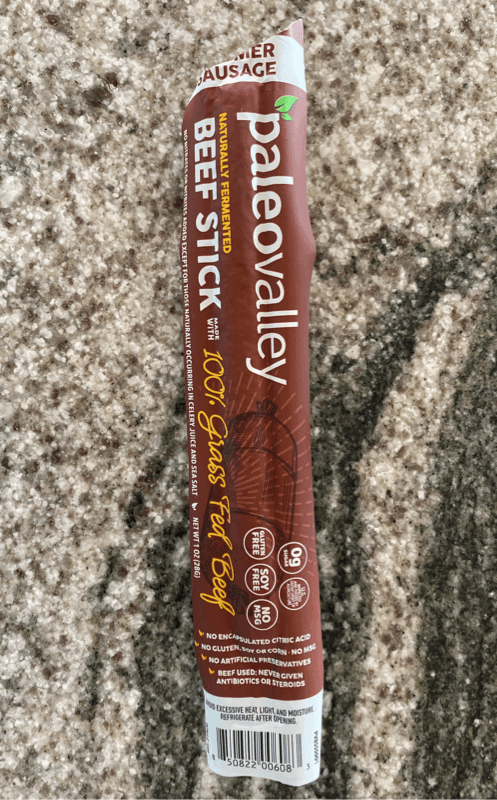 SAUSAGE
paleovalley
NATURALLY FERMENTED
BEEF STICK
MADE
WITH
100% Grass Fed Beef
NO NITRATES OR NITRITES ADDED EXCEPT FOR THOSE NATURALLY OCCURRING IN CELERY JUICE AND SEA SALT
NET WT 1 OZ (28G)
0g
SUGAR
GLUTEN
FREE
SOY
FREE
NO
MSG
NO ENCAPSULATED CITRIC ACID
NO GLUTEN, SOY OR CORN - NO MSG
NO ARTIFICIAL PRESERVATIVES
BEEF USED: NEVER GIVEN
ANTIBIOTICS OR STEROIDS
EXCESSIVE HEAT, LIGHT, AND MOISTURE.
REFRIGERATE AFTER OPENING.
8 50822 00608 3